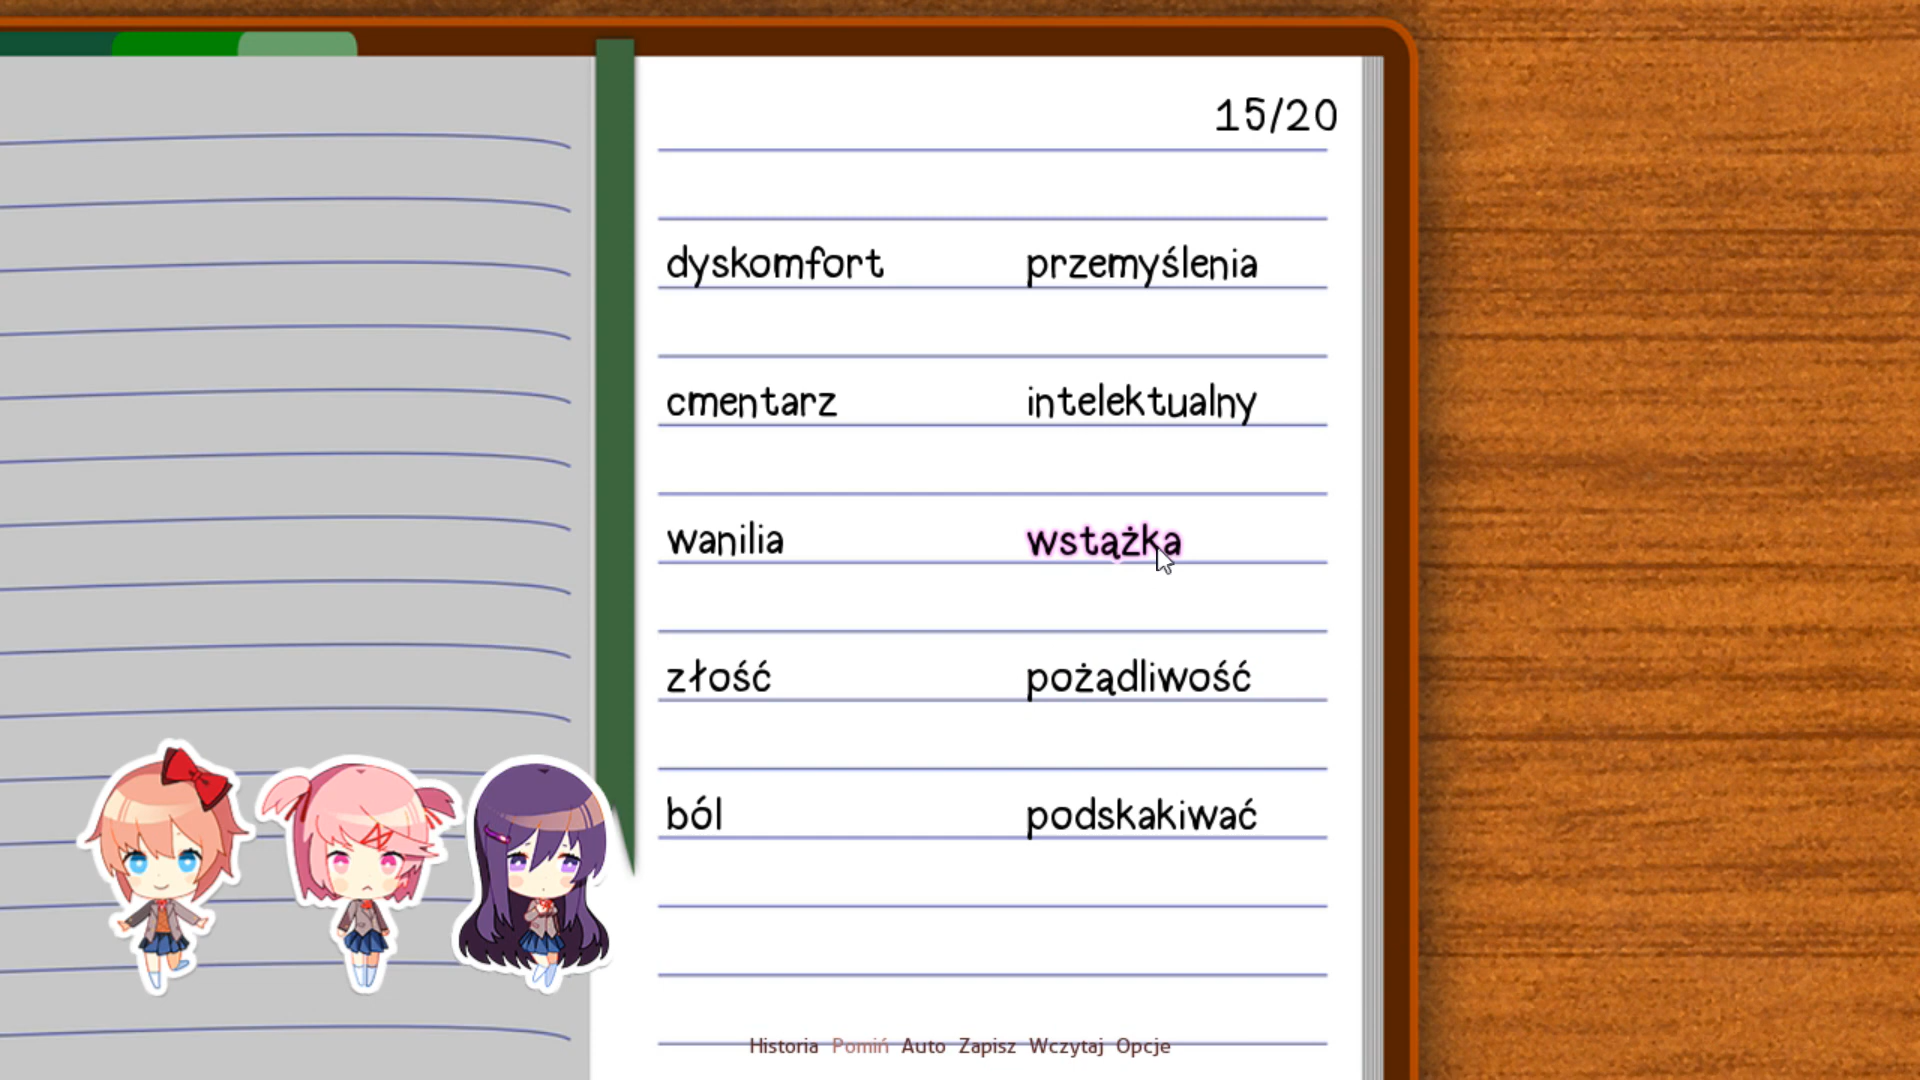 15/20
dyskomfort przemyślenia
cmentarz intelektualny
wanilia wstążka
złość pożądliwość
ból podskakiwać
Historia Pomiń Auto Zapisz Wczytaj Opcje